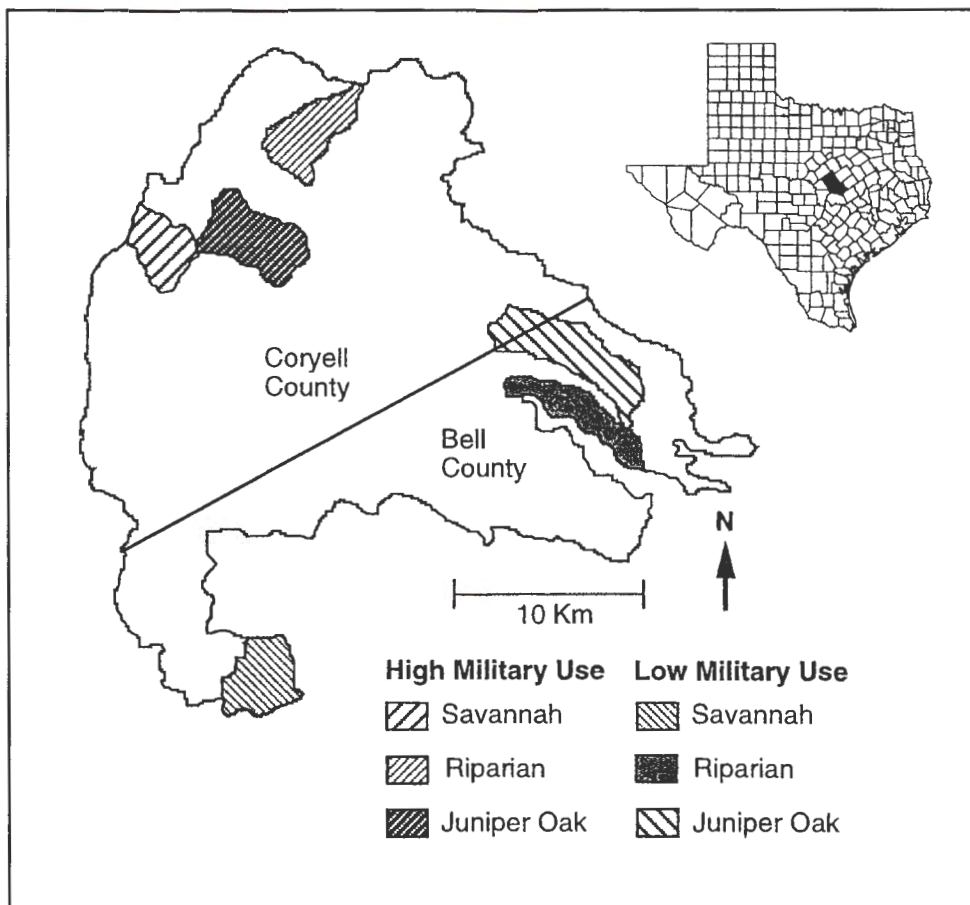 Coryell
County
Bell
County
N
10 Km
High Military Use
Savannah
Riparian
Juniper Oak
Low Military Use
Savannah
Riparian
Juniper Oak